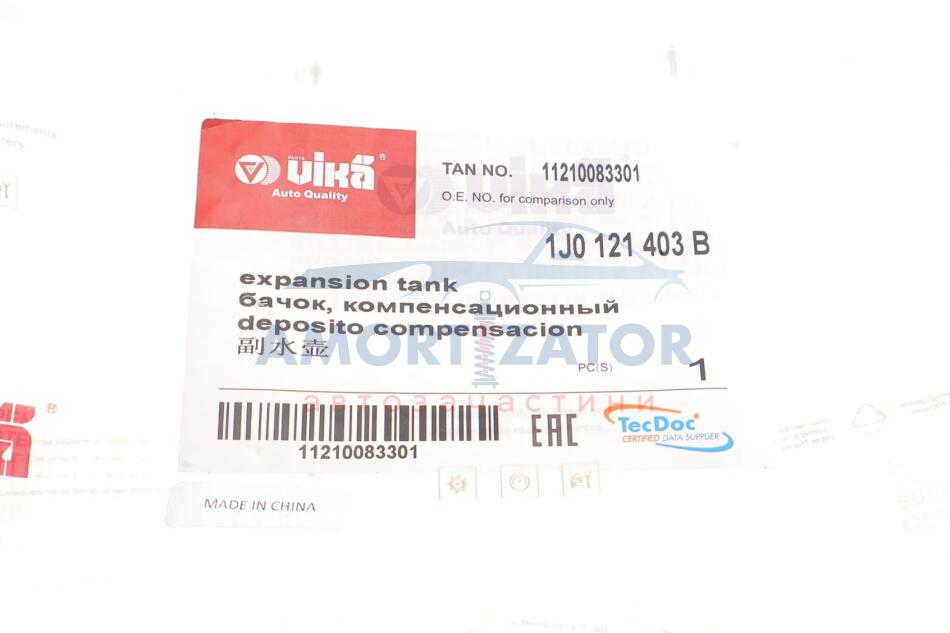 PARTS
vika®
Auto Quality
TAN NO. 11210083301
O.E. NO. for comparison only
1J0 121 403 B
expansion tank
бачок, компенсационный
deposito compensacion
副水壶
AMORTIZATOR
PC(S) 1
автозапчастини
11210083301
EAC
TecDoc
CERTIFIED DATA SUPPLIER
MADE IN CHINA